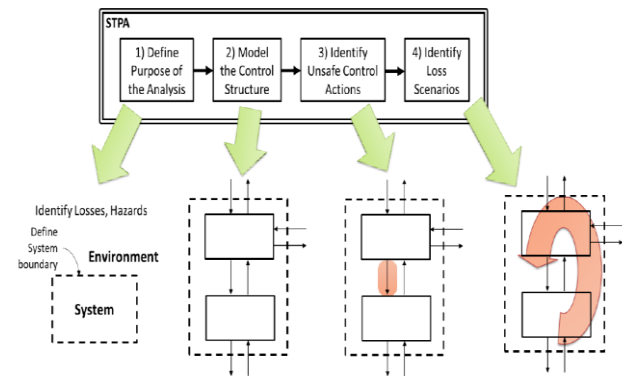 STPA
1) Define
Purpose of
the Analysis
2) Model
the Control
Structure
3) Identify
Unsafe Control
Actions
4) Identify
Loss
Scenarios
Identify Losses, Hazards
Define
System
boundary
Environment
System